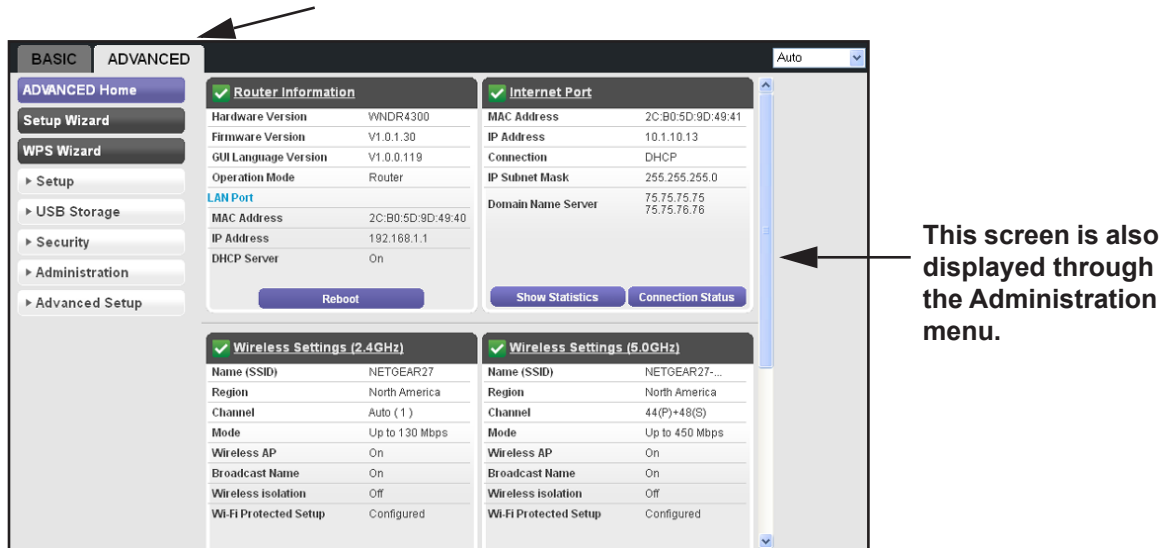 BASIC ADVANCED Auto
ADVANCED Home
Setup Wizard
WPS Wizard
Setup
USB Storage
Security
Administration
Advanced Setup
Router Information
Hardware Version WNDR4300
Firmware Version V1.0.1.30
GUI Language Version V1.0.0.119
Operation Mode Router
LAN Port
MAC Address 2C:B0:5D:9D:49:40
IP Address 192.168.1.1
DHCP Server On
Reboot
Internet Port
MAC Address 2C:B0:5D:9D:49:41
IP Address 10.1.10.13
Connection DHCP
IP Subnet Mask 255.255.255.0
Domain Name Server 75.75.75.75
75.75.76.76
Show Statistics Connection Status
Wireless Settings (2.4GHz)
Name (SSID) NETGEAR27
Region North America
Channel Auto ( 1 )
Mode Up to 130 Mbps
Wireless AP On
Broadcast Name On
Wireless isolation Off
Wi-Fi Protected Setup Configured
Wireless Settings (5.0GHz)
Name (SSID) NETGEAR27-...
Region North America
Channel 44(P)+48(S)
Mode Up to 450 Mbps
Wireless AP On
Broadcast Name On
Wireless isolation Off
Wi-Fi Protected Setup Configured
This screen is also
displayed through
the Administration
menu.